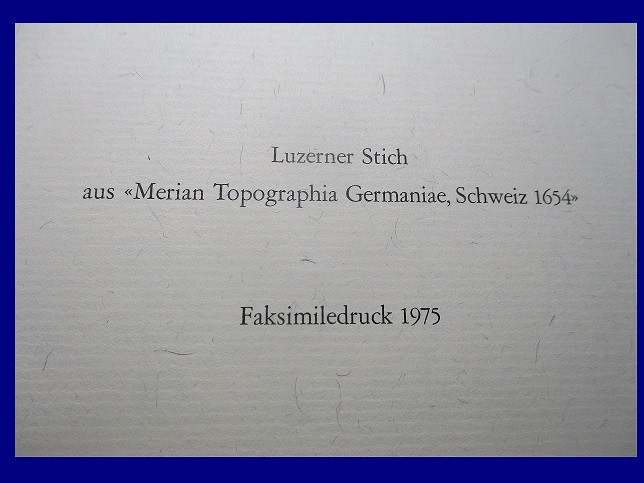 Luzerner Stich
aus «Merian Topographia Germaniae, Schweiz 1654»
Faksimiledruck 1975